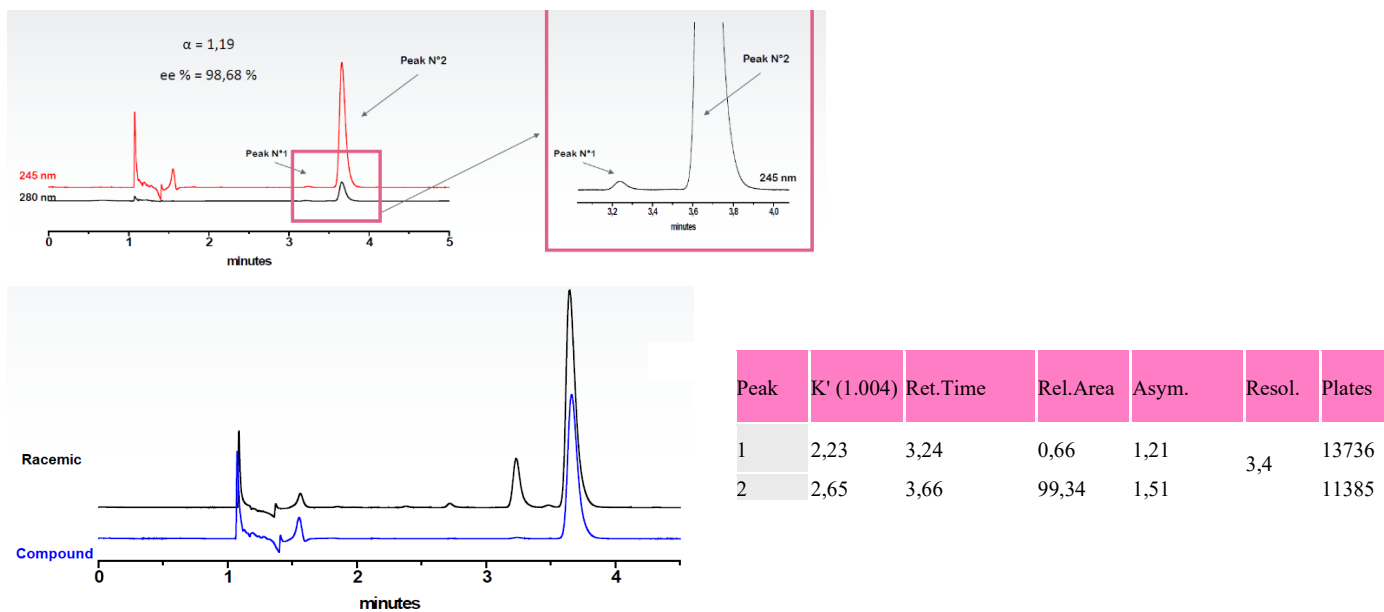 α = 1,19
ee % = 98,68 %
Peak N°2
Peak N°1
245 nm
280 nm
0 1 2 3 4 5
minutes
Peak N°2
Peak N°1
245 nm
3,2 3,4 3,6 3,8 4,0
minutes
Racemic
Compound
0 1 2 3 4
minutes
Peak K' (1.004) Ret.Time Rel.Area Asym. Resol. Plates
1 2,23 3,24 0,66 1,21 3,4 13736
2 2,65 3,66 99,34 1,51 11385